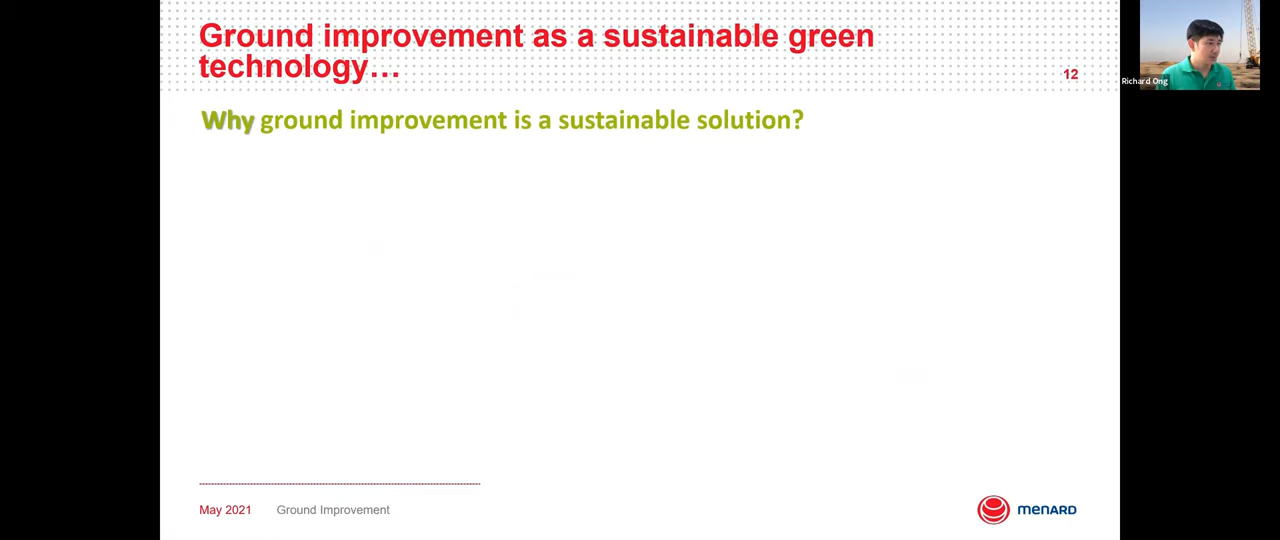 Ground improvement as a sustainable green
technology…
12
Richard Ong
Why ground improvement is a sustainable solution?
May 2021
Ground Improvement
menard